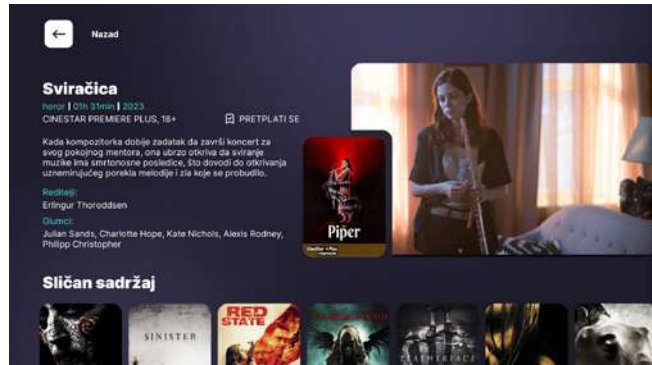 Nazad
Sviračica
horor | 01h 31min | 2023
CINESTAR PREMIERE PLUS, 18+
PRETPLATI SE
Kada kompozitorka dobije zadatak da završi koncert za
svog pokojnog mentora, ona ubrzo otkriva da sviranje
muzike ima smrtonosne posledice, što dovodi do otkrivanja
uznemirujućeg porekla melodije i zla koje se probudilo.
Reditelj:
Erlingur Thoroddsen
Glumci:
Julian Sands, Charlotte Hope, Kate Nichols, Alexis Rodney,
Philipp Christopher
Piper
Sličan sadržaj
SINISTER
RED
STATE
LEATHERFACE